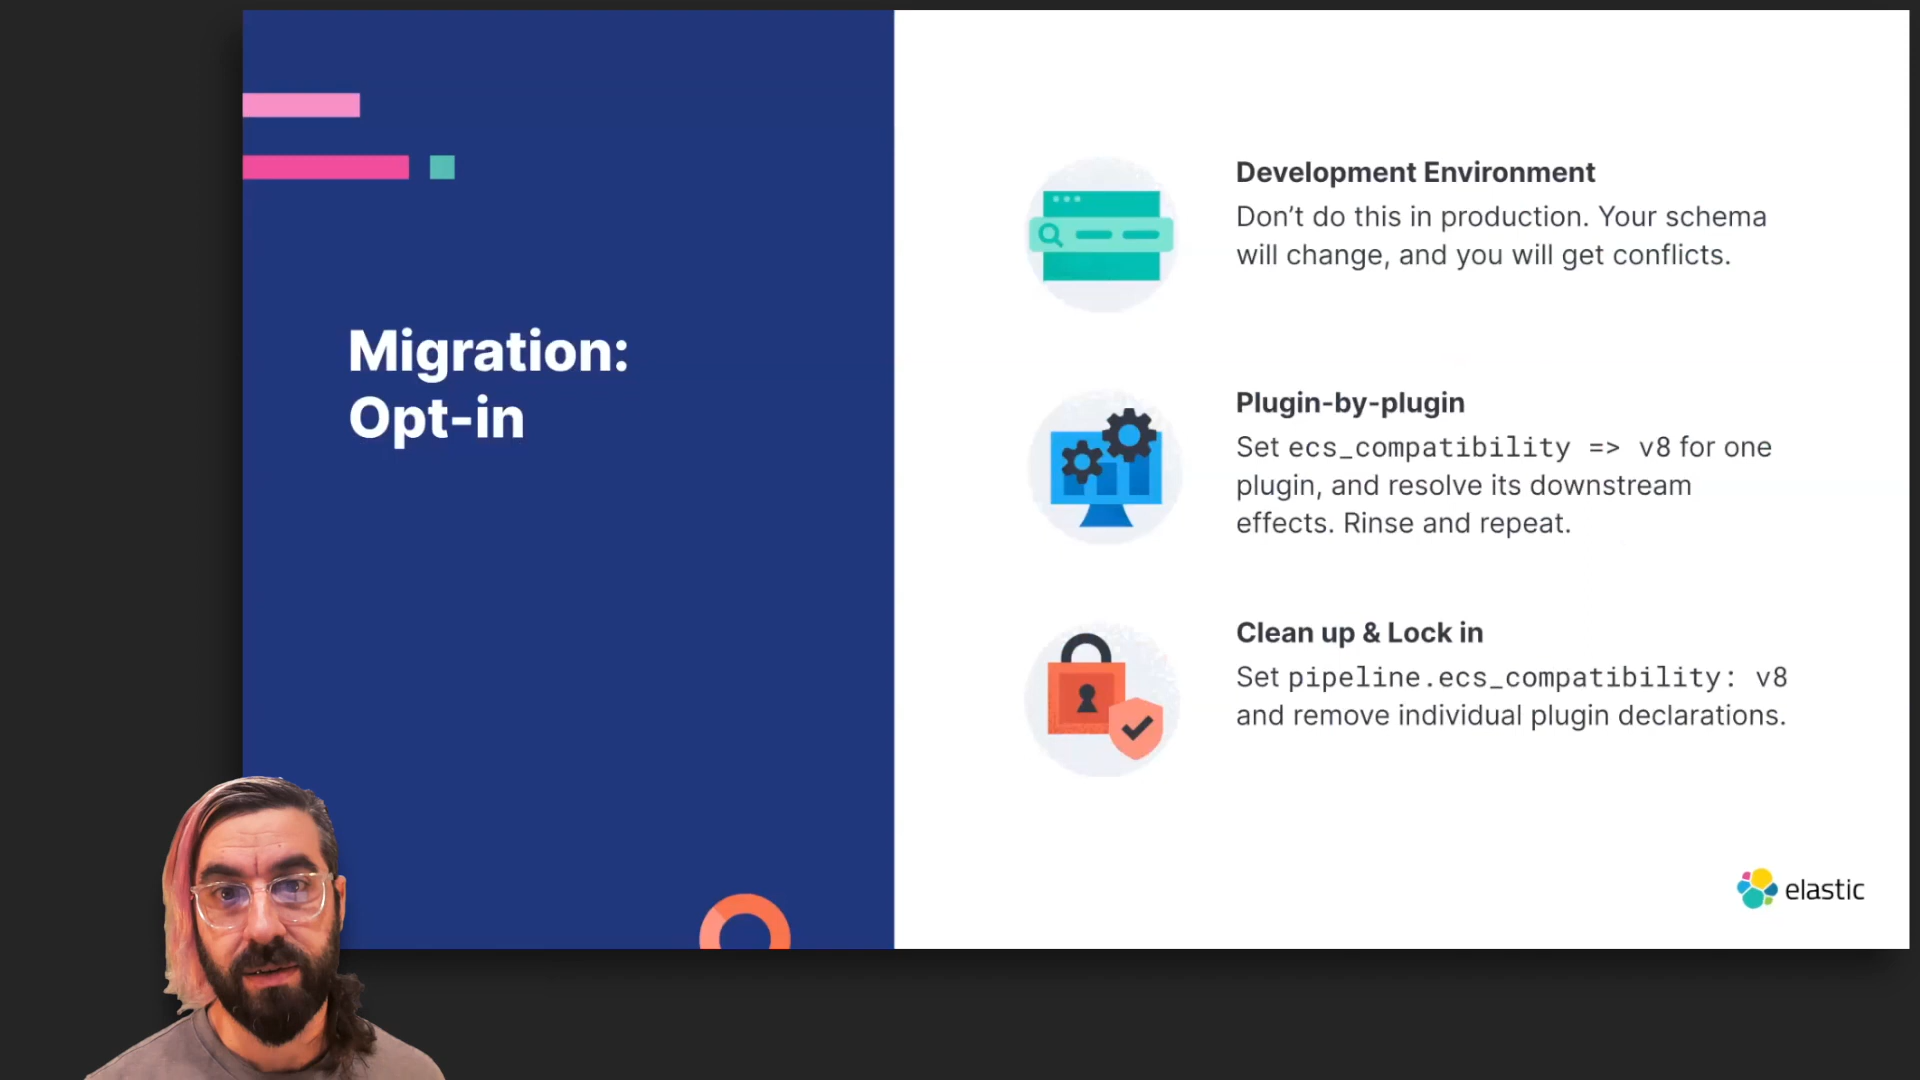 Migration:
Opt-in
Development Environment
Don’t do this in production. Your schema
will change, and you will get conflicts.
Plugin-by-plugin
Set ecs_compatibility => v8 for one
plugin, and resolve its downstream
effects. Rinse and repeat.
Clean up & Lock in
Set pipeline.ecs_compatibility: v8
and remove individual plugin declarations.
elastic